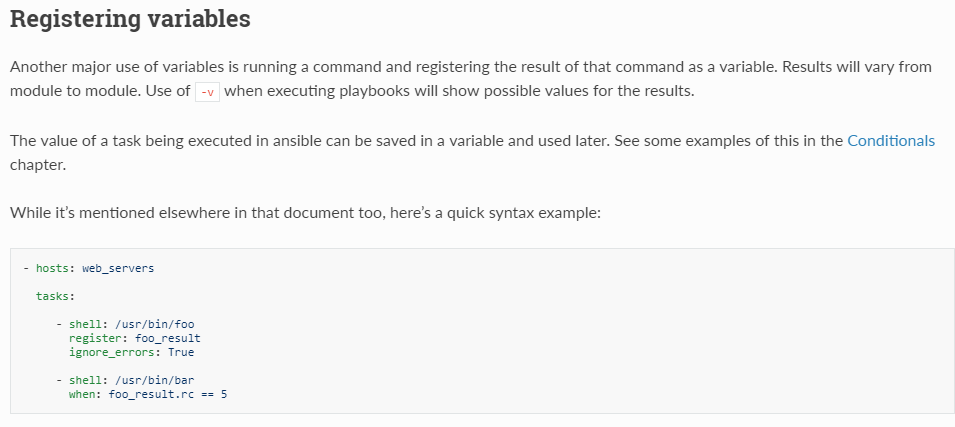 Registering variables
Another major use of variables is running a command and registering the result of that command as a variable. Results will vary from
module to module. Use of -v when executing playbooks will show possible values for the results.
The value of a task being executed in ansible can be saved in a variable and used later. See some examples of this in the Conditionals
chapter.
While it’s mentioned elsewhere in that document too, here’s a quick syntax example:
- hosts: web_servers
  tasks:
     - shell: /usr/bin/foo
       register: foo_result
       ignore_errors: True
     - shell: /usr/bin/bar
       when: foo_result.rc == 5